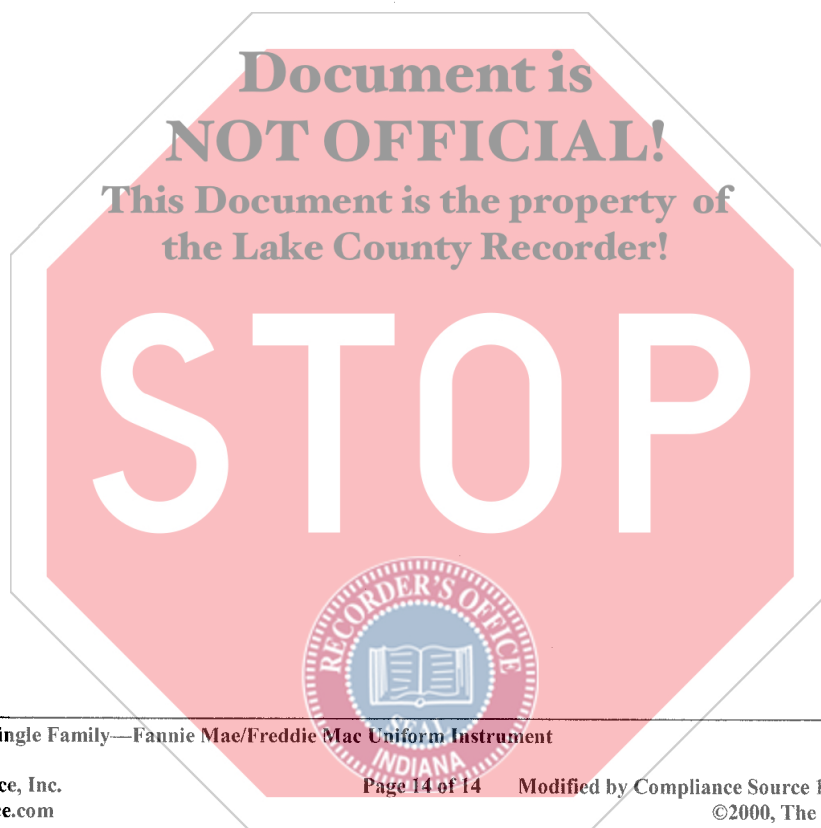 Document is
NOT OFFICIAL!
This Document is the property of
the Lake County Recorder!
STOP
RECORDER'S OFFICE
SEAL
INDIANA
ingle Family—Fannie Mae/Freddie Mac Uniform Instrument
ce, Inc.
Page 14 of 14
Modified by Compliance Source
e.com
©2000, The